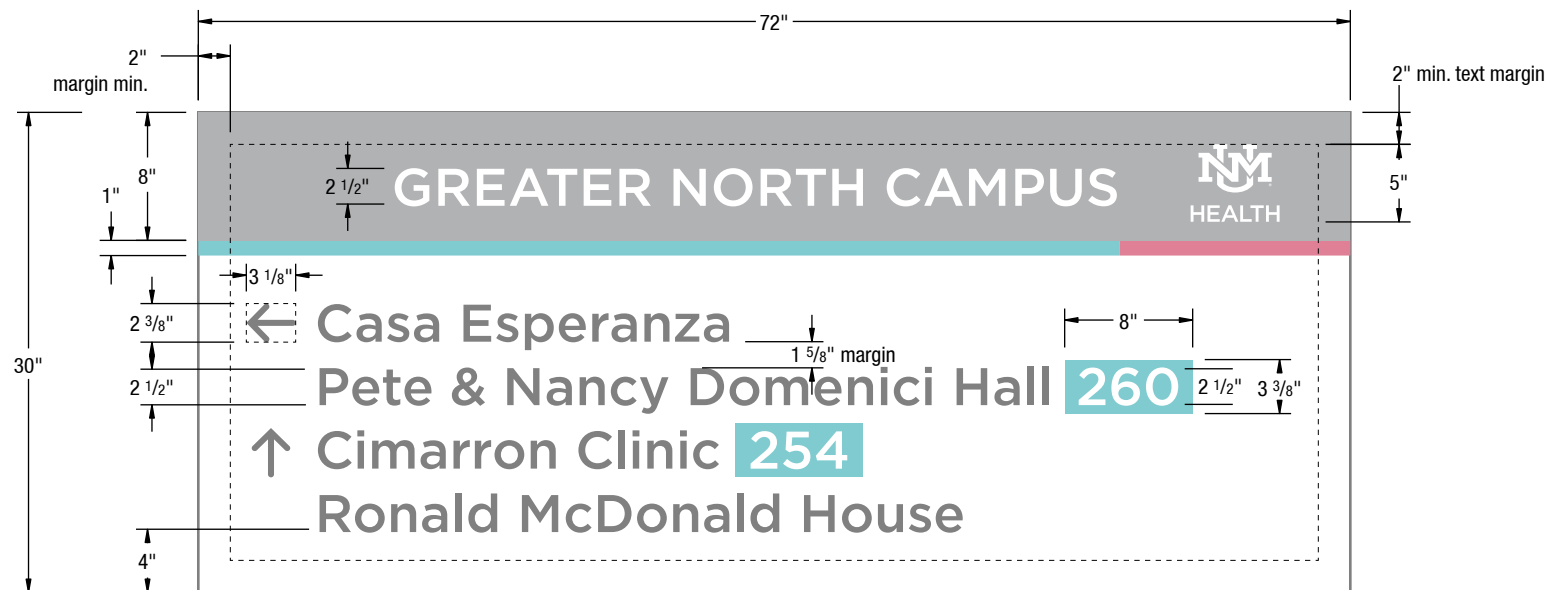 72"
2"
margin min.
2" min. text margin
8"
1"
2 1/2"
GREATER NORTH CAMPUS
UNM
HEALTH
5"
3 1/8"
2 3/8"
Casa Esperanza
8"
30"
1 5/8" margin
2 1/2"
Pete & Nancy Domenici Hall 260
2 1/2"
3 3/8"
Cimarron Clinic 254
Ronald McDonald House
4"